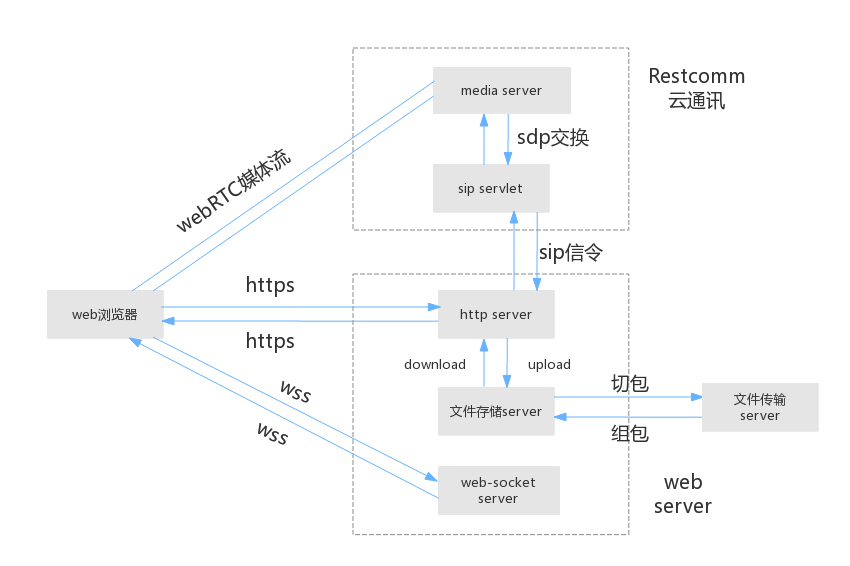 media server
Restcomm
云通讯
sdp交换
webRTC媒体流
sip servlet
sip信令
https
web浏览器
http server
https
download
upload
wss
切包
文件存储server
文件传输
server
wss
组包
web-socket
server
web
server